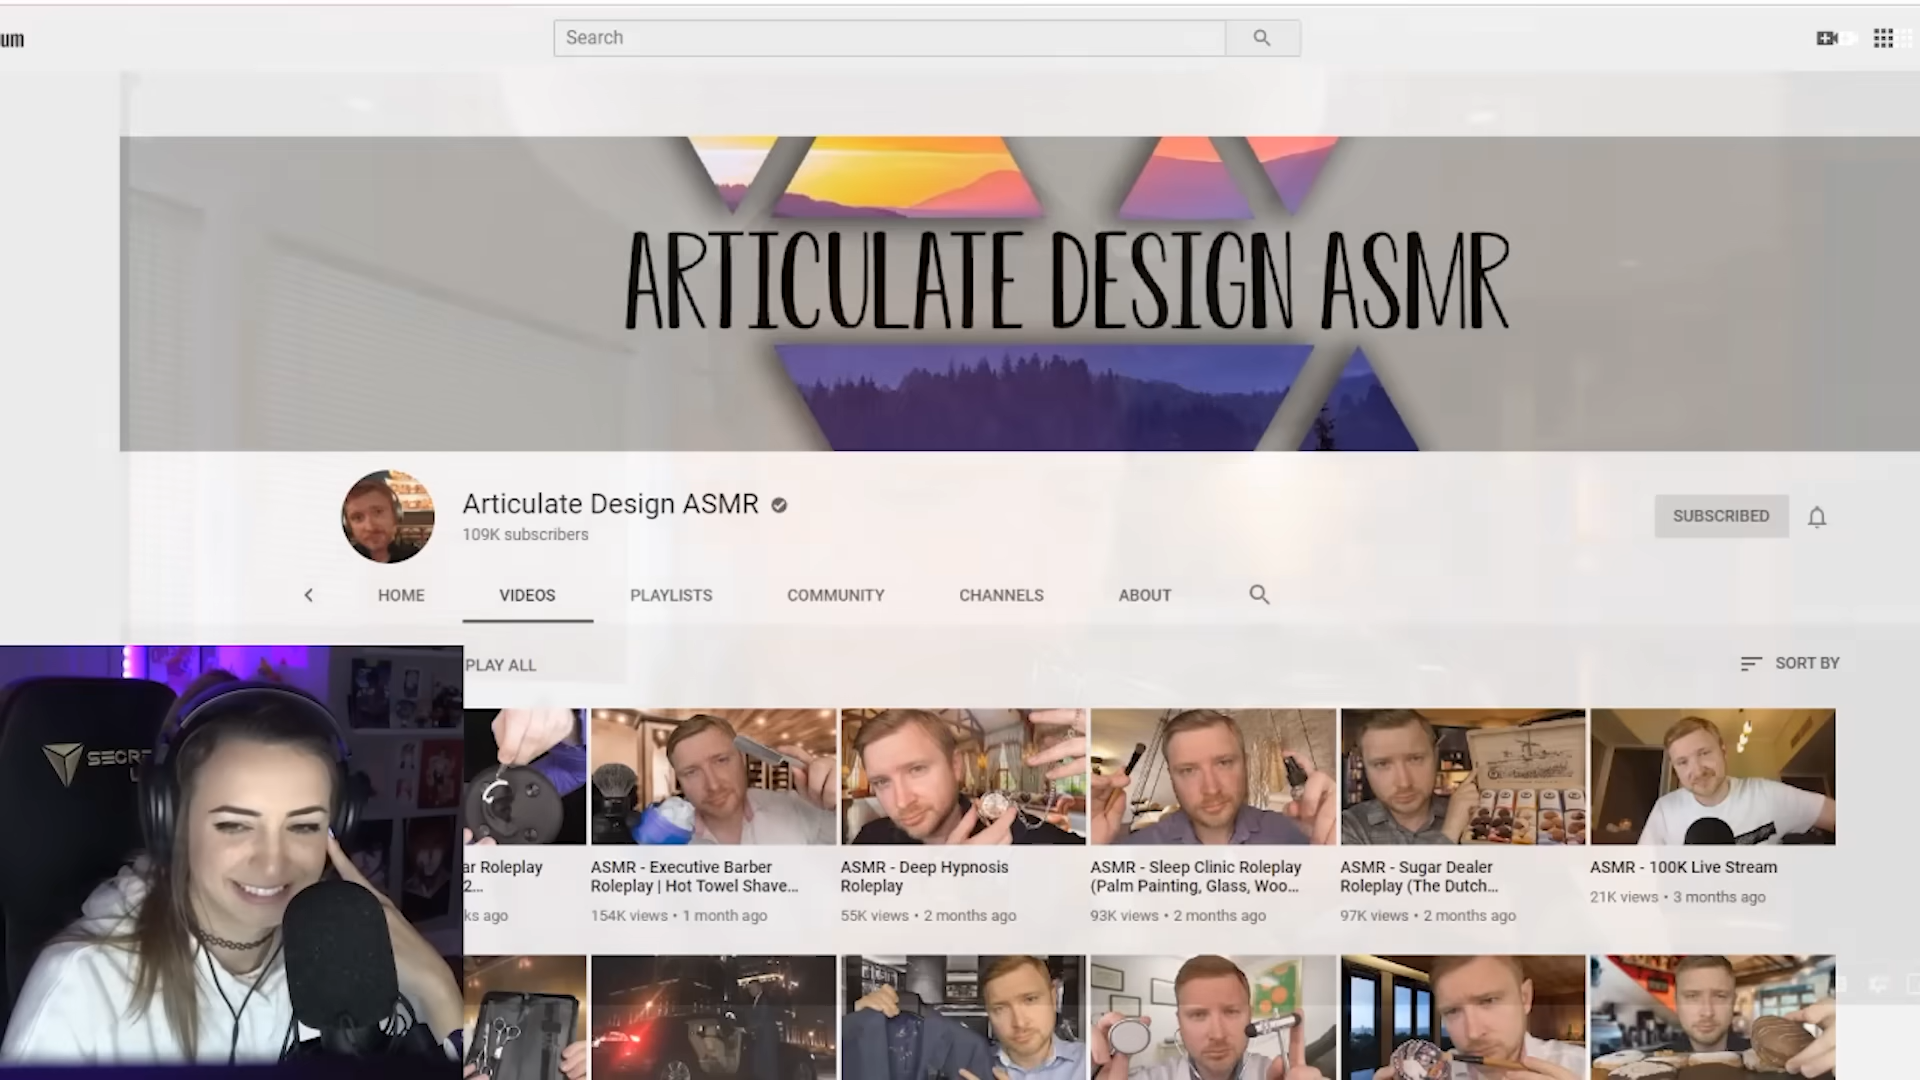 um
Search
ARTICULATE DESIGN ASMR
Articulate Design ASMR
109K subscribers
SUBSCRIBED
HOME
VIDEOS
PLAYLISTS
COMMUNITY
CHANNELS
ABOUT
PLAY ALL
SORT BY
SECRE
ar Roleplay
2...
ks ago
ASMR - Executive Barber
Roleplay | Hot Towel Shave...
154K views • 1 month ago
ASMR - Deep Hypnosis
Roleplay
55K views • 2 months ago
ASMR - Sleep Clinic Roleplay
(Palm Painting, Glass, Woo...
93K views • 2 months ago
ASMR - Sugar Dealer
Roleplay (The Dutch...
97K views • 2 months ago
ASMR - 100K Live Stream
21K views • 3 months ago